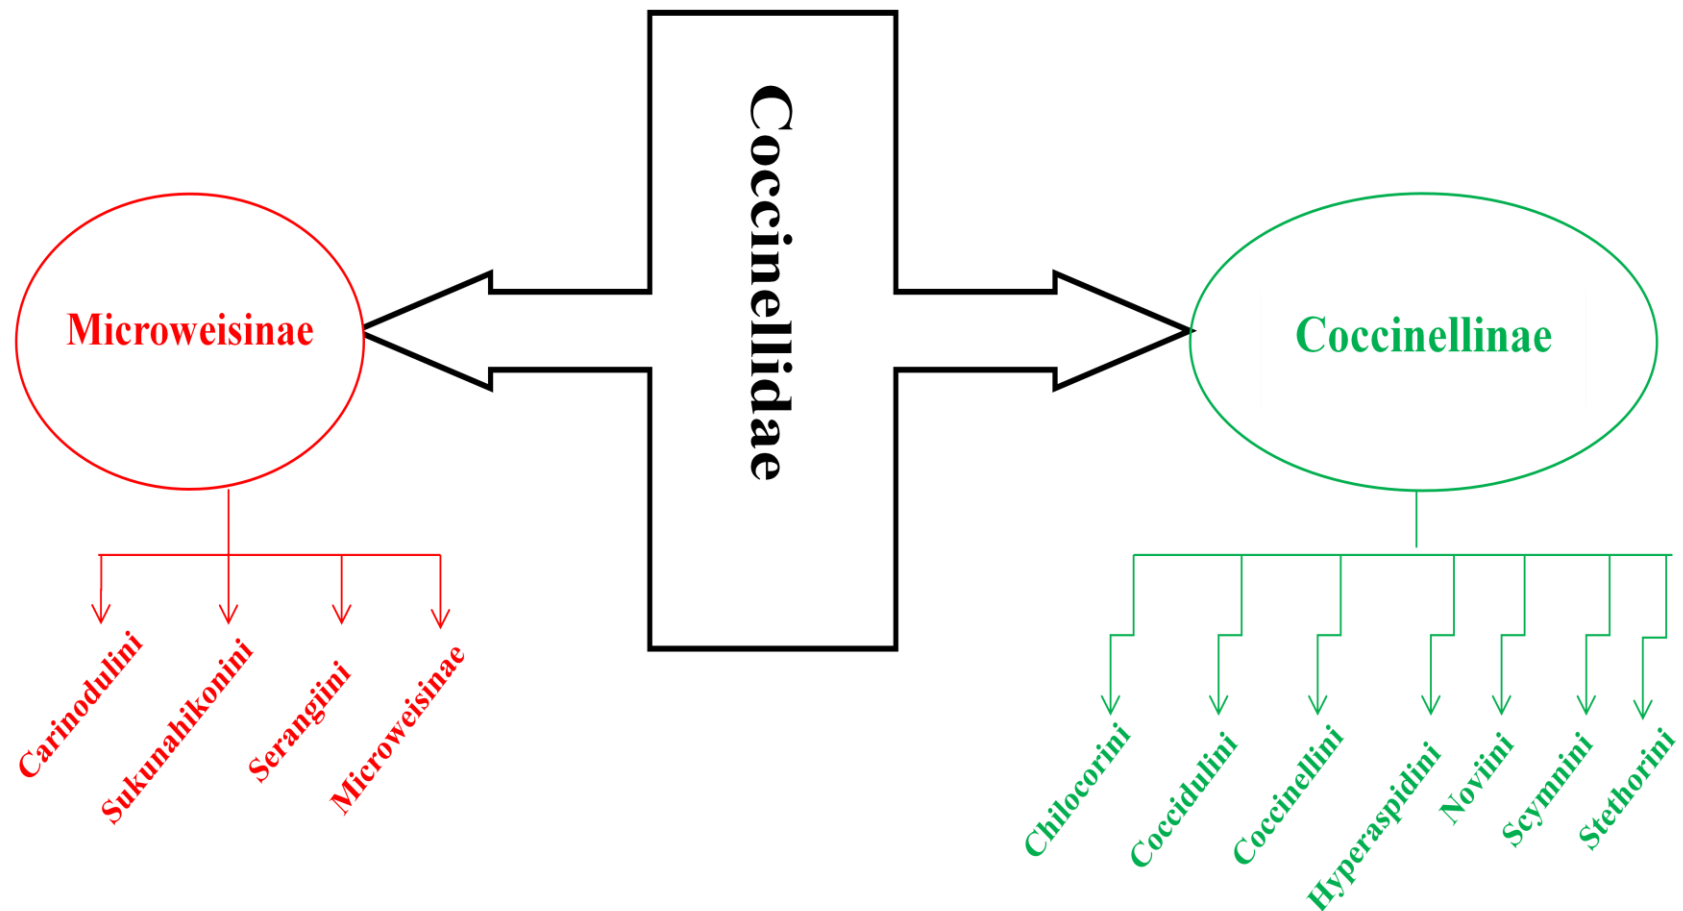 Coccinellidae
Microweisinae
Coccinellinae
Carinodulini
Sukunahikonini
Serangiini
Microweisinae
Chilocorini
Coccidulini
Coccinellini
Hyperaspidini
Noviini
Scymnini
Stethorini